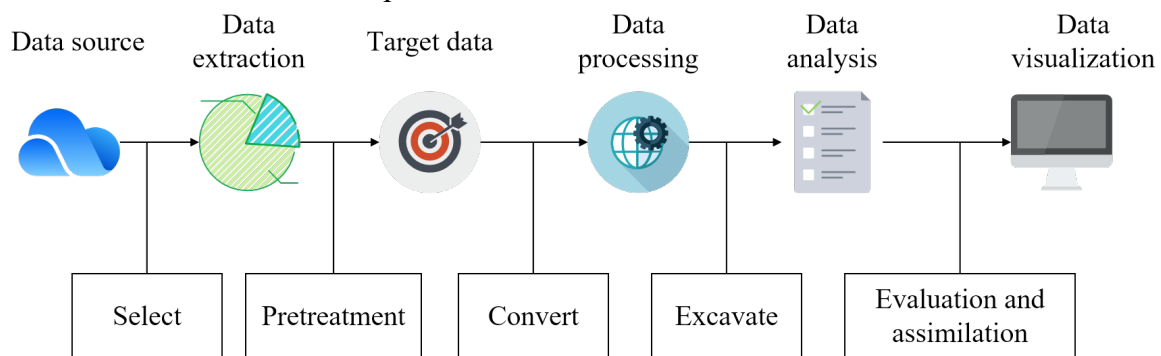 Data source
Data
extraction
Target data
Data
processing
Data
analysis
Data
visualization
Select
Pretreatment
Convert
Excavate
Evaluation and
assimilation